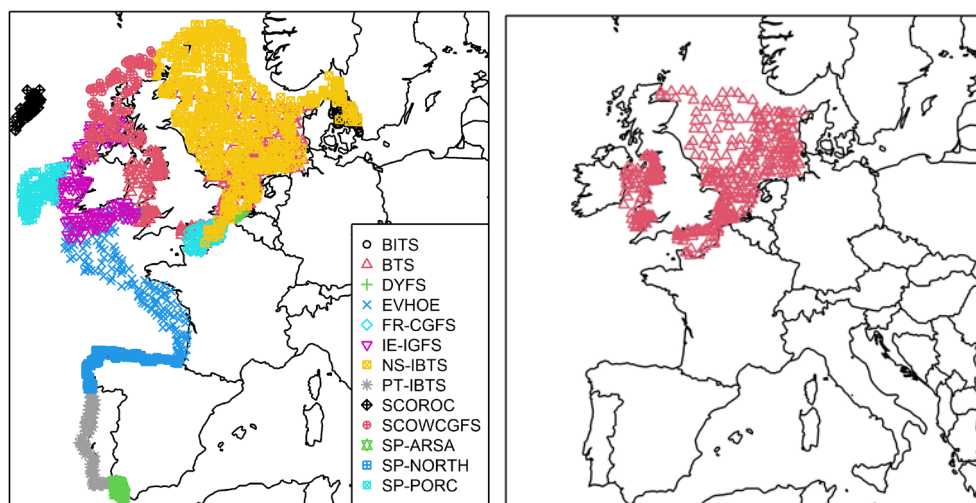 BITS
BTS
DYFS
EVHOE
FR-CGFS
IE-IGFS
NS-IBTS
PT-IBTS
SCOROC
SCOWCGFS
SP-ARSA
SP-NORTH
SP-PORC